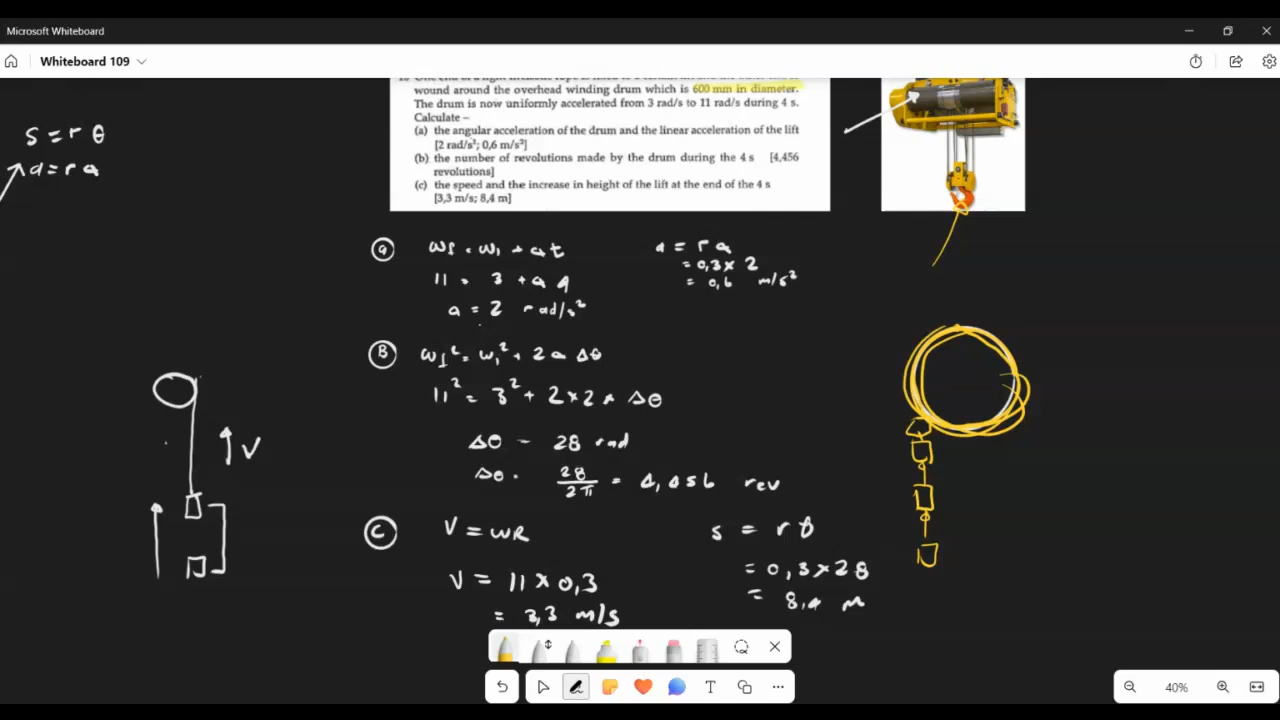 Microsoft Whiteboard
Whiteboard 109
wound around the overhead winding drum which is 600 mm in diameter.
The drum is now uniformly accelerated from 3 rad/s to 11 rad/s during 4 s.
Calculate –
(a) the angular acceleration of the drum and the linear acceleration of the lift
[2 rad/s²; 0,6 m/s²]
(b) the number of revolutions made by the drum during the 4 s [4,456
revolutions]
(c) the speed and the increase in height of the lift at the end of the 4 s
[3,3 m/s; 8,4 m]
s = r θ
a = r α
(a) ωf = ω1 + α t
11 = 3 + α 4
α = 2 rad/s²
a = r α
= 0,3 × 2
= 0,6 m/s²
(B) ωf² = ω1² + 2 α Δθ
11² = 3² + 2 × 2 × Δθ
Δθ = 28 rad
Δθ = 28/2π = 4,456 rev
(C) V = ωR
V = 11 × 0,3
= 3,3 m/s
s = r θ
= 0,3 × 28
= 8,4 m
V
40%